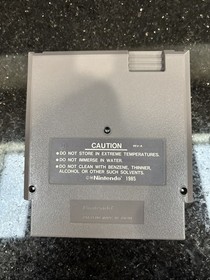 CAUTION
● DO NOT STORE IN EXTREME TEMPERATURES.
● DO NOT IMMERSE IN WATER.
● DO NOT CLEAN WITH BENZENE, THINNER,
ALCOHOL OR OTHER SUCH SOLVENTS.
©Nintendo 1985